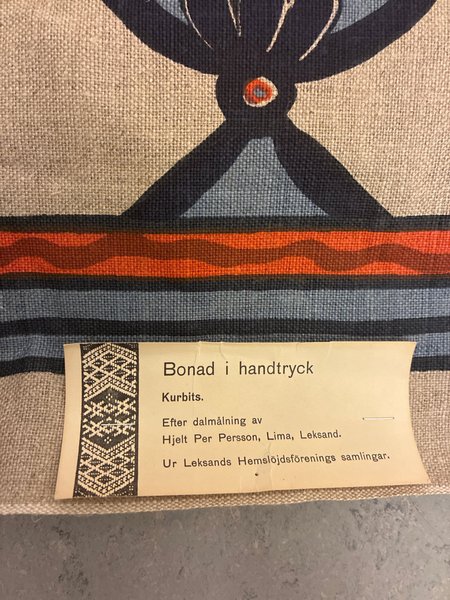 Bonad i handtryck
Kurbits.
Efter dalmålning av
Hjelt Per Persson, Lima, Leksand.
Ur Leksands Hemslöjdsförenings samlingar.